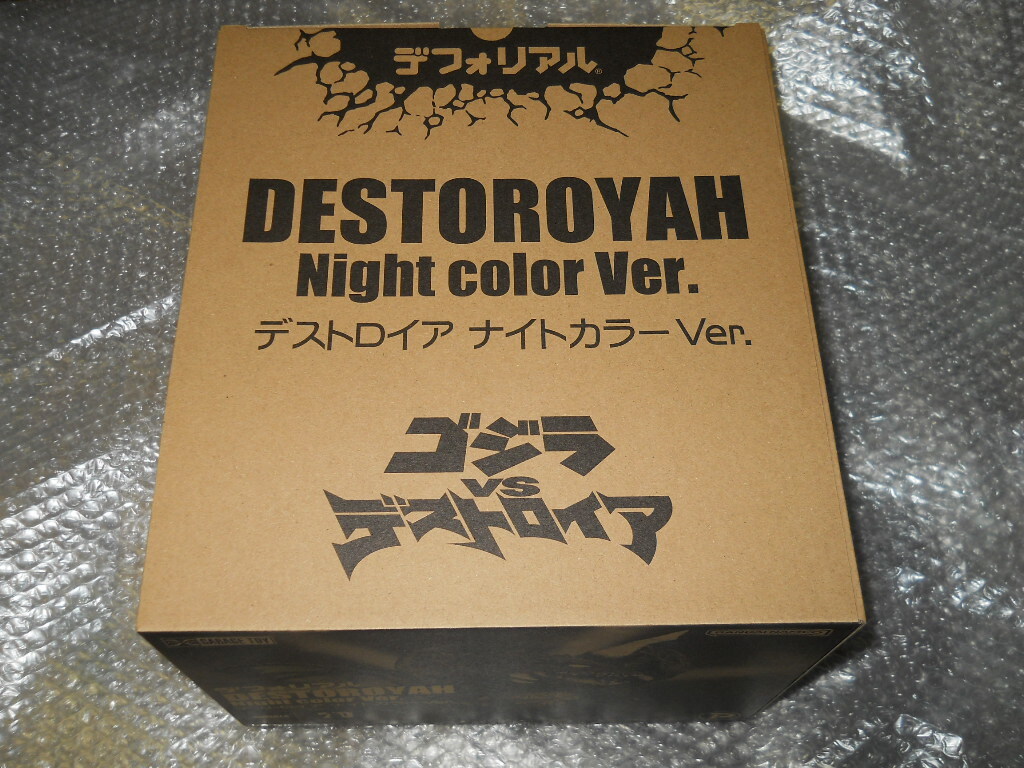 デフォリアル®
DESTOROYAH
Night color Ver.
デストロイア ナイトカラーVer.
ゴジラ
VS
デストロイア
DESTOROYAH